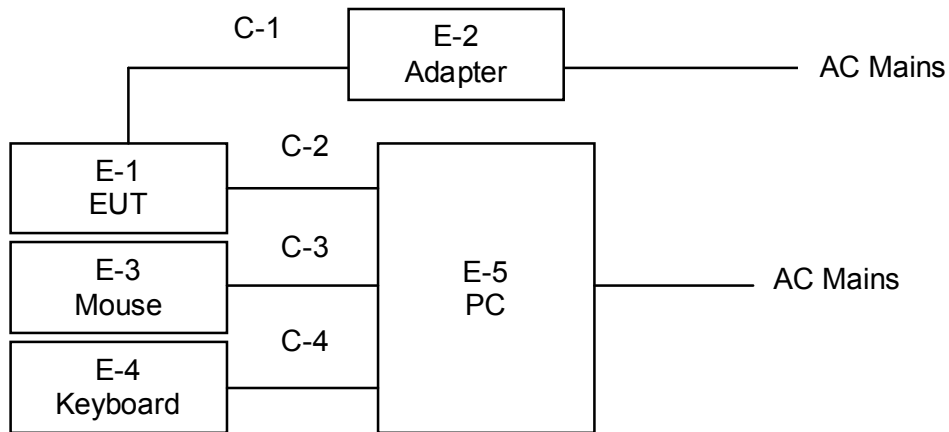 C-1
E-2
Adapter
AC Mains
E-1
EUT
C-2
C-3
E-3
Mouse
E-5
PC
AC Mains
C-4
E-4
Keyboard